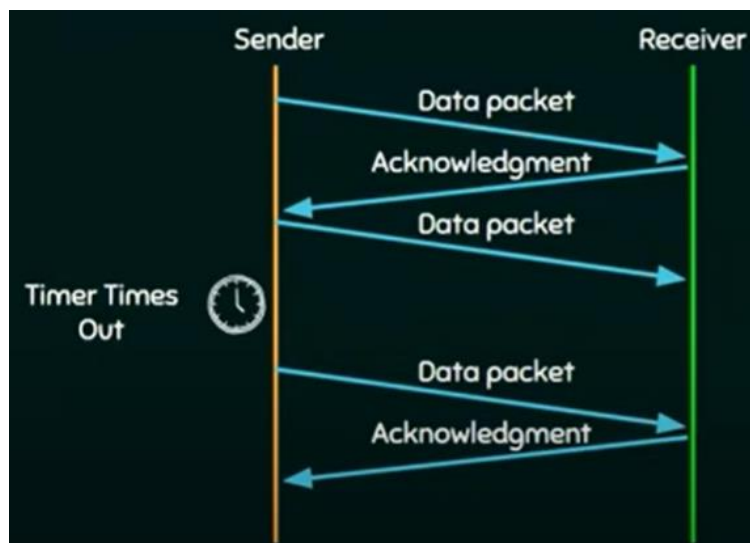 Sender
Receiver
Data packet
Acknowledgment
Data packet
Timer Times
Out
Data packet
Acknowledgment